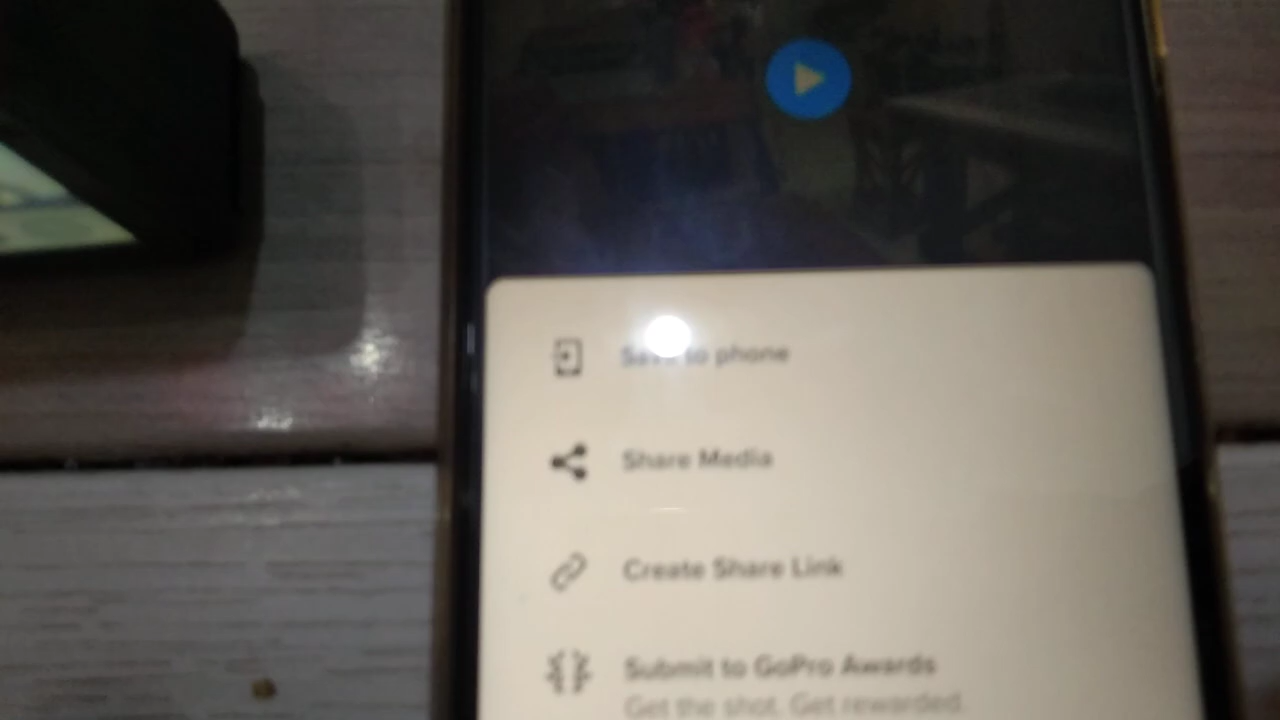 Save to phone
Share Media
Create Share Link
Submit to GoPro Awards
Get the shot. Get rewarded.